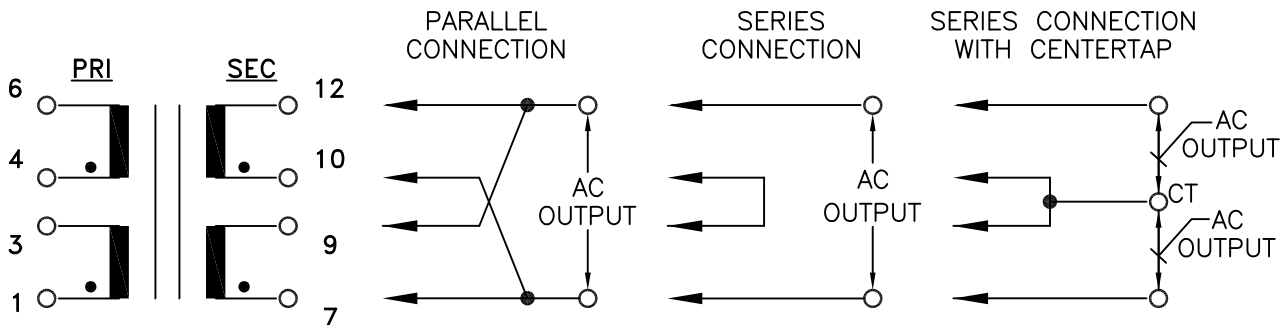 PARALLEL
CONNECTION
SERIES
CONNECTION
SERIES CONNECTION
WITH CENTERTAP
PRI
SEC
6
12
4
10
3
9
1
7
AC
OUTPUT
AC
OUTPUT
AC
OUTPUT
CT
AC
OUTPUT